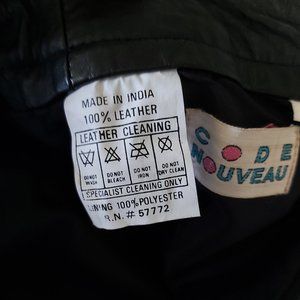 MADE IN INDIA
100% LEATHER
LEATHER CLEANING
DO NOT WASH
DO NOT BLEACH
DO NOT IRON
DO NOT DRY CLEAN
SPECIALIST CLEANING ONLY
LINING 100% POLYESTER
R.N. # 57772
CODE
NOUVEAU